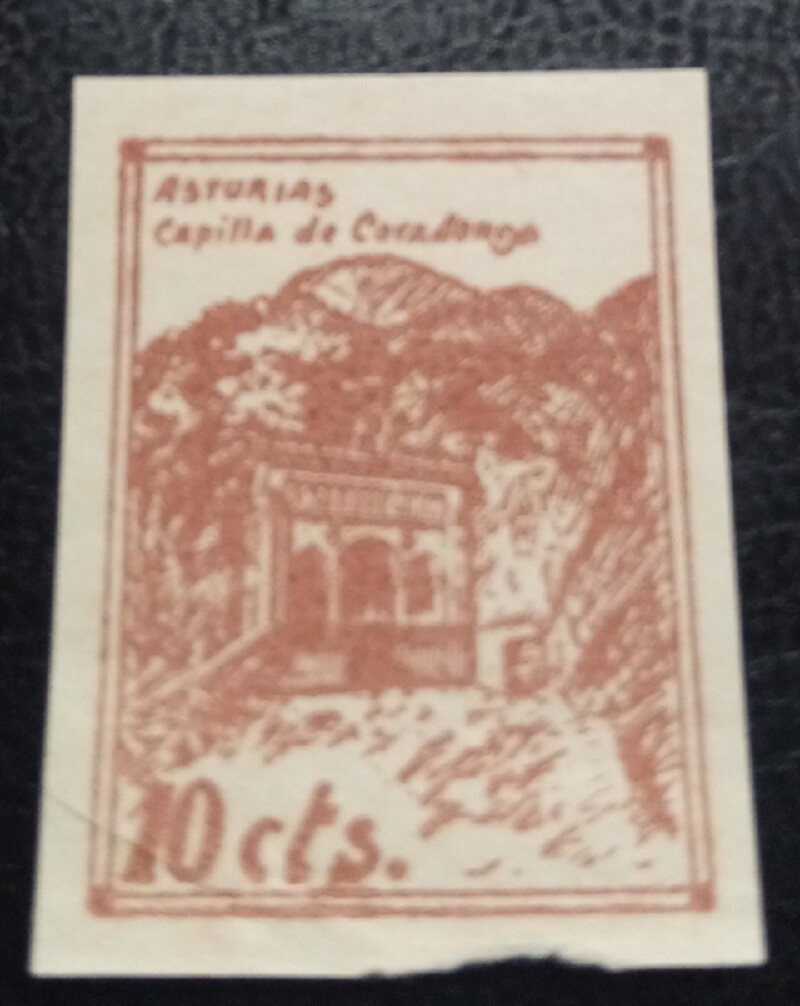 ASTURIAS
Capilla de Covadonga
10 cts.